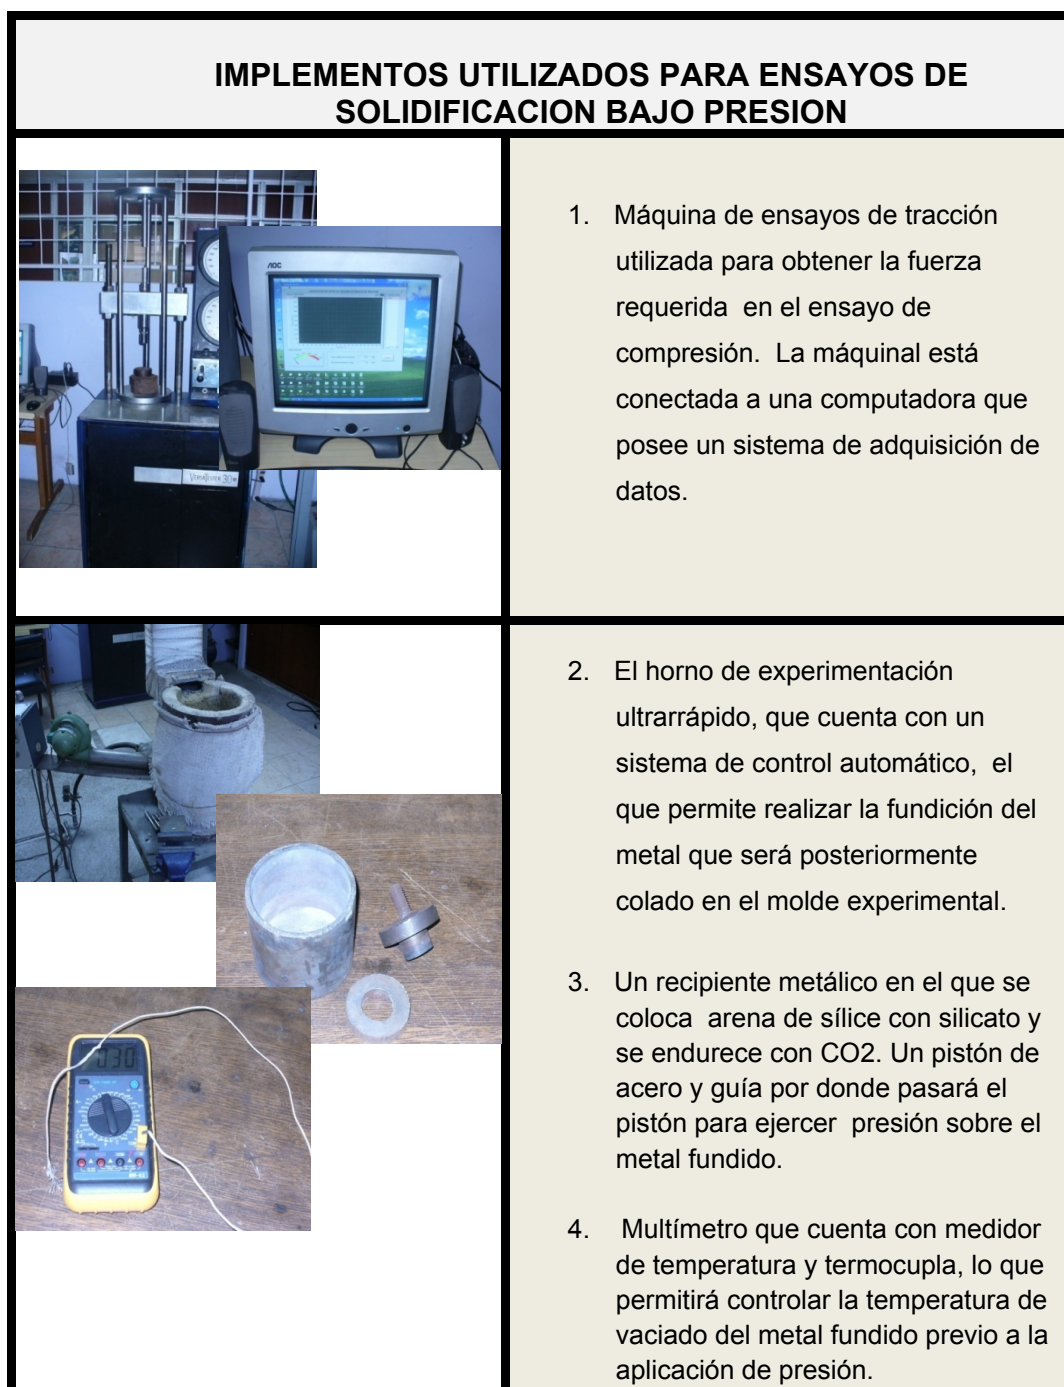 IMPLEMENTOS UTILIZADOS PARA ENSAYOS DE
SOLIDIFICACION BAJO PRESION
AOC
1. Máquina de ensayos de tracción
utilizada para obtener la fuerza
requerida en el ensayo de
compresión. La máquinal está
conectada a una computadora que
posee un sistema de adquisición de
datos.
2. El horno de experimentación
ultrarrápido, que cuenta con un
sistema de control automático, el
que permite realizar la fundición del
metal que será posteriormente
colado en el molde experimental.
3. Un recipiente metálico en el que se
coloca arena de sílice con silicato y
se endurece con CO2. Un pistón de
acero y guía por donde pasará el
pistón para ejercer presión sobre el
metal fundido.
030
4. Multímetro que cuenta con medidor
de temperatura y termocupla, lo que
permitirá controlar la temperatura de
vaciado del metal fundido previo a la
aplicación de presión.